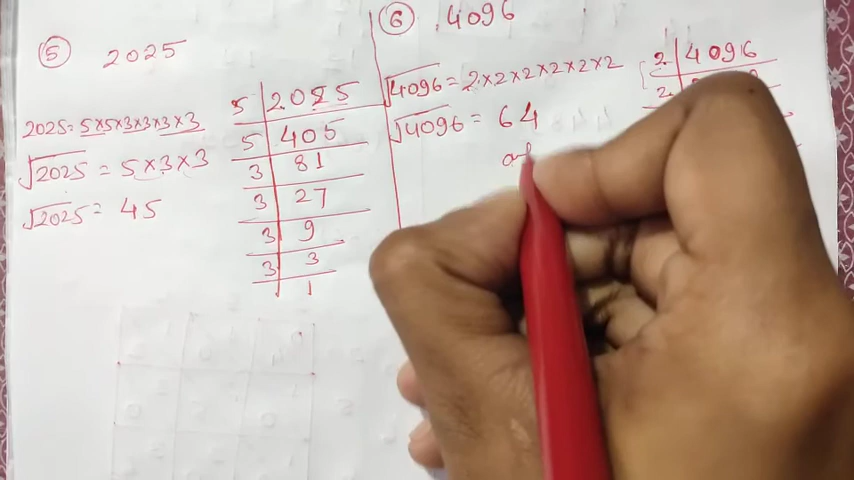 5 2025
2025 = 5×5×3×3×3×3
√2025 = 5×3×3
√2025 = 45
5 2025
5 405
3 81
3 27
3 9
3 3
1
6 4096
√4096 = 2×2×2×2×2×2
√4096 = 64
2 4096
2